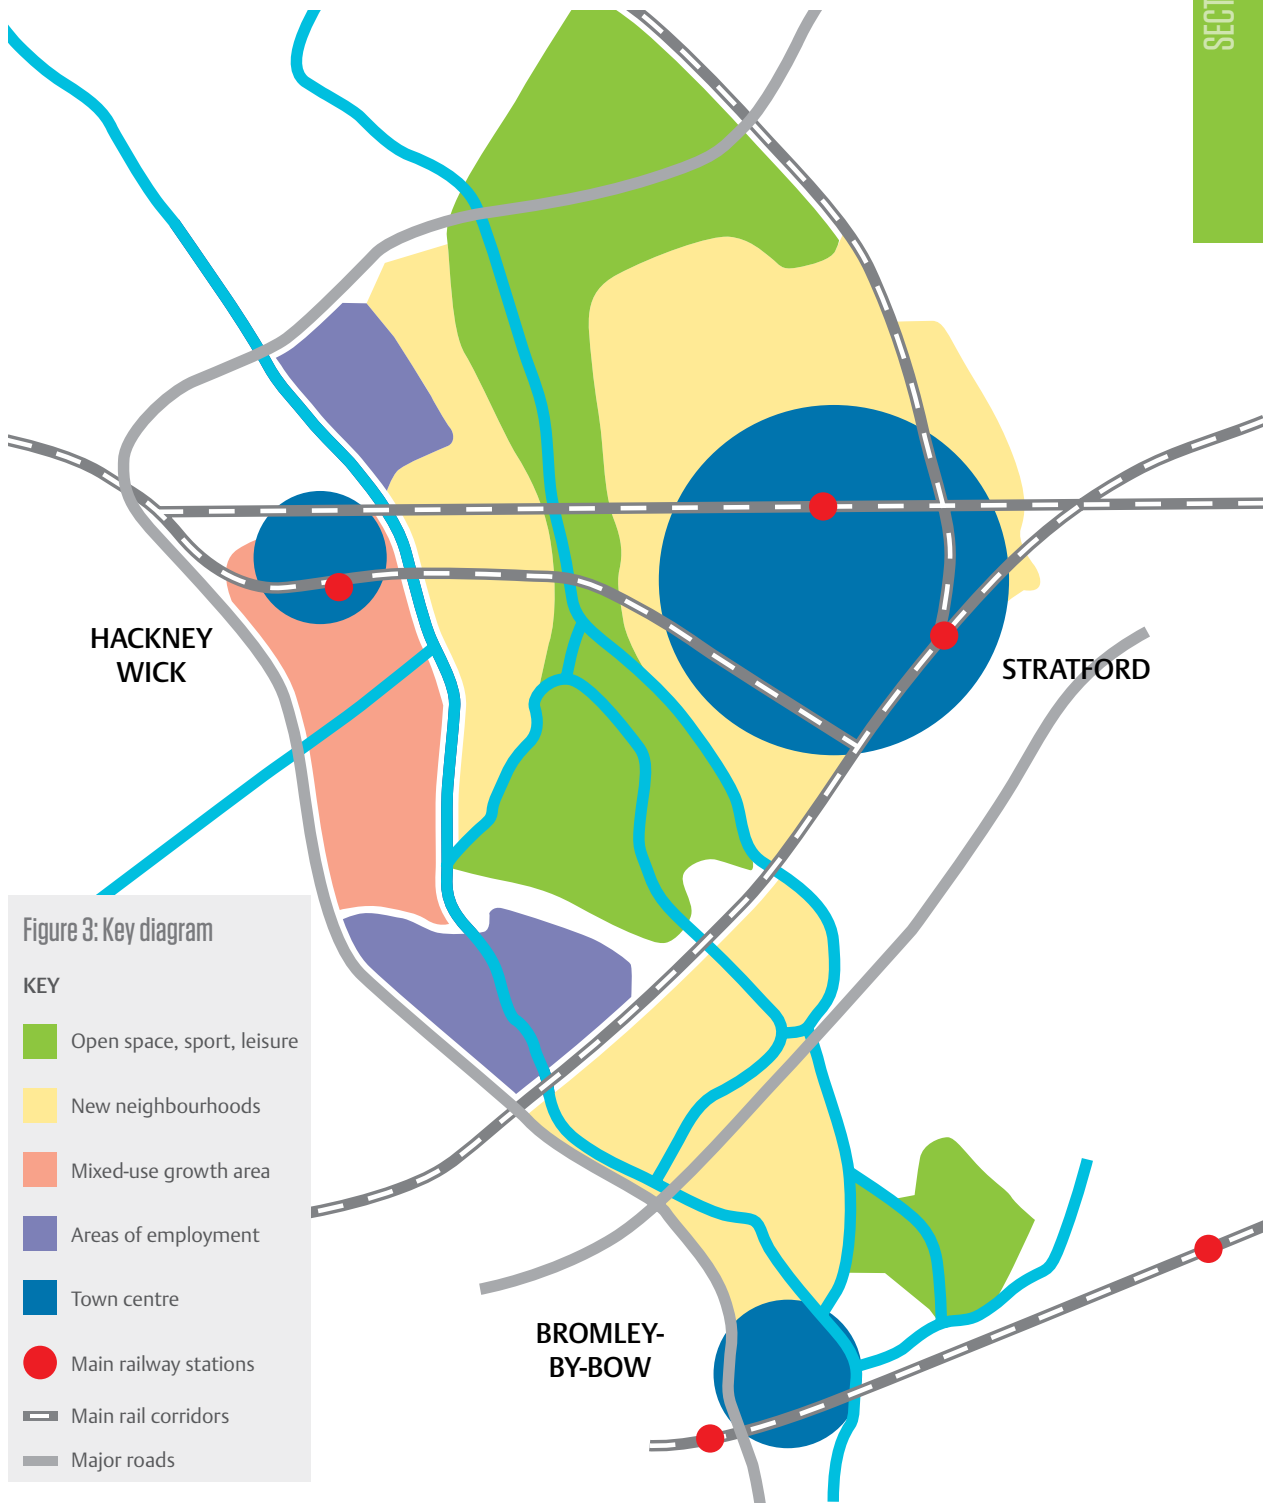 SECT
HACKNEY
WICK
STRATFORD
Figure 3: Key diagram
KEY
Open space, sport, leisure
New neighbourhoods
Mixed-use growth area
Areas of employment
Town centre
Main railway stations
Main rail corridors
Major roads
BROMLEY-
BY-BOW